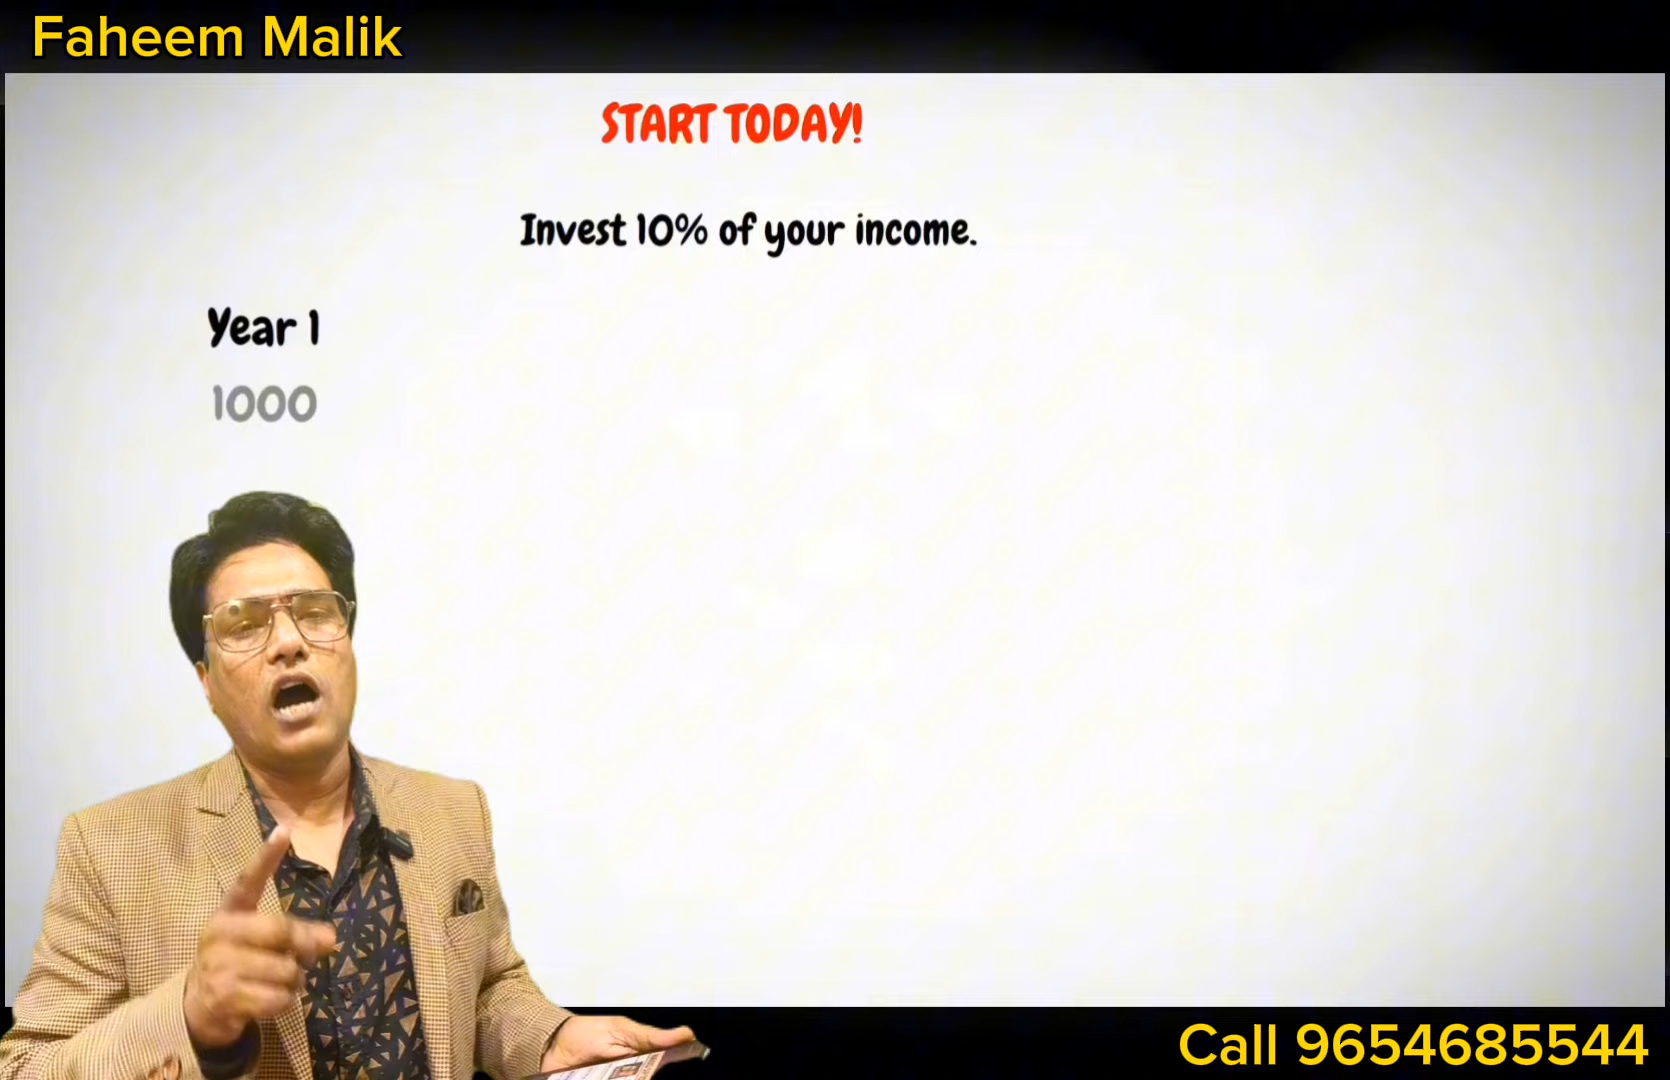 Faheem Malik
START TODAY!
Invest 10% of your income.
Year 1
1000
Call 9654685544